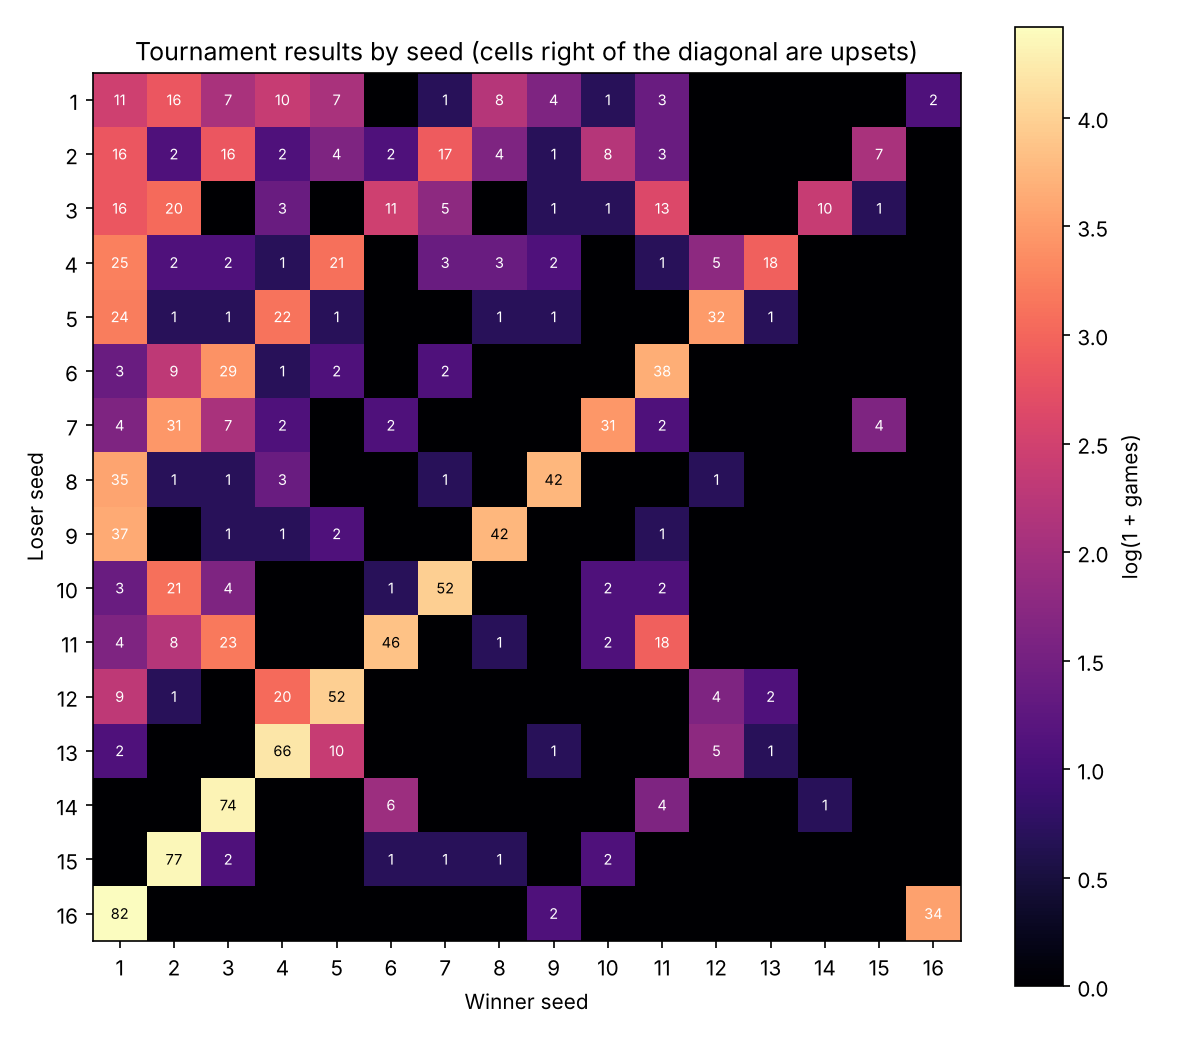 Tournament results by seed (cells right of the diagonal are upsets)
1 11 16 7 10 7 1 8 4 1 3 2
2 16 2 16 2 4 2 17 4 1 8 3 7
3 16 20 3 11 5 1 1 13 10 1
4 25 2 2 1 21 3 3 2 1 5 18
5 24 1 1 22 1 1 1 32 1
6 3 9 29 1 2 2 38
7 4 31 7 2 2 31 2 4
8 35 1 1 3 1 42 1
9 37 1 1 2 42 1
10 3 21 4 1 52 2 2
11 4 8 23 46 1 2 18
12 9 1 20 52 4 2
13 2 66 10 1 5 1
14 74 6 4 1
15 77 2 1 1 1 2
16 82 2 34
1 2 3 4 5 6 7 8 9 10 11 12 13 14 15 16
Winner seed
Loser seed
4.0
3.5
3.0
2.5
2.0
1.5
1.0
0.5
0.0
log(1 + games)